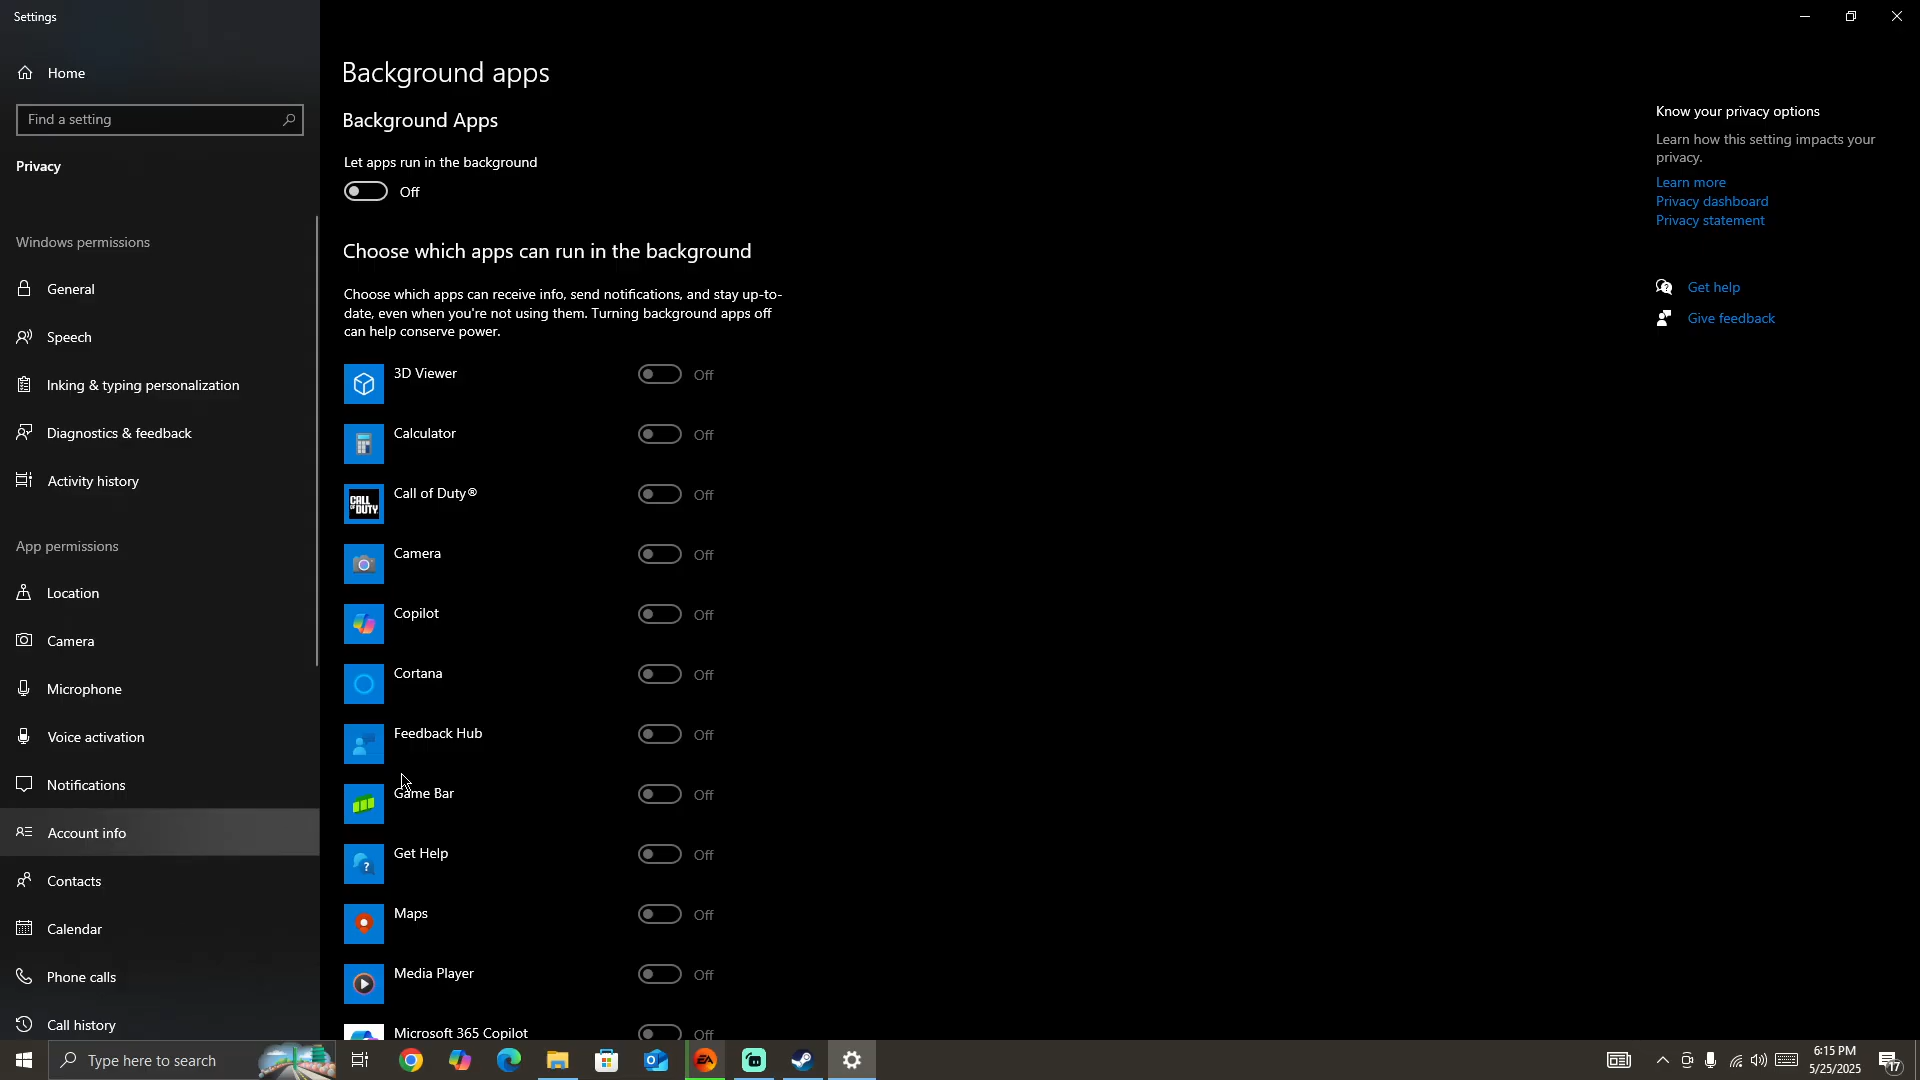 Settings
Home
Find a setting
Privacy
Windows permissions
General
Speech
Inking & typing personalization
Diagnostics & feedback
Activity history
App permissions
Location
Camera
Microphone
Voice activation
Notifications
Account info
Contacts
Calendar
Phone calls
Call history
Background apps
Background Apps
Let apps run in the background
Off
Choose which apps can run in the background
Choose which apps can receive info, send notifications, and stay up-to-
date, even when you're not using them. Turning background apps off
can help conserve power.
3D Viewer Off
Calculator Off
CALL OF DUTY
Call of Duty® Off
Camera Off
Copilot Off
Cortana Off
Feedback Hub Off
Game Bar Off
Get Help Off
Maps Off
Media Player Off
Microsoft 365 Copilot Off
Know your privacy options
Learn how this setting impacts your
privacy.
Learn more
Privacy dashboard
Privacy statement
Get help
Give feedback
Type here to search
EA
6:15 PM
5/25/2025
17